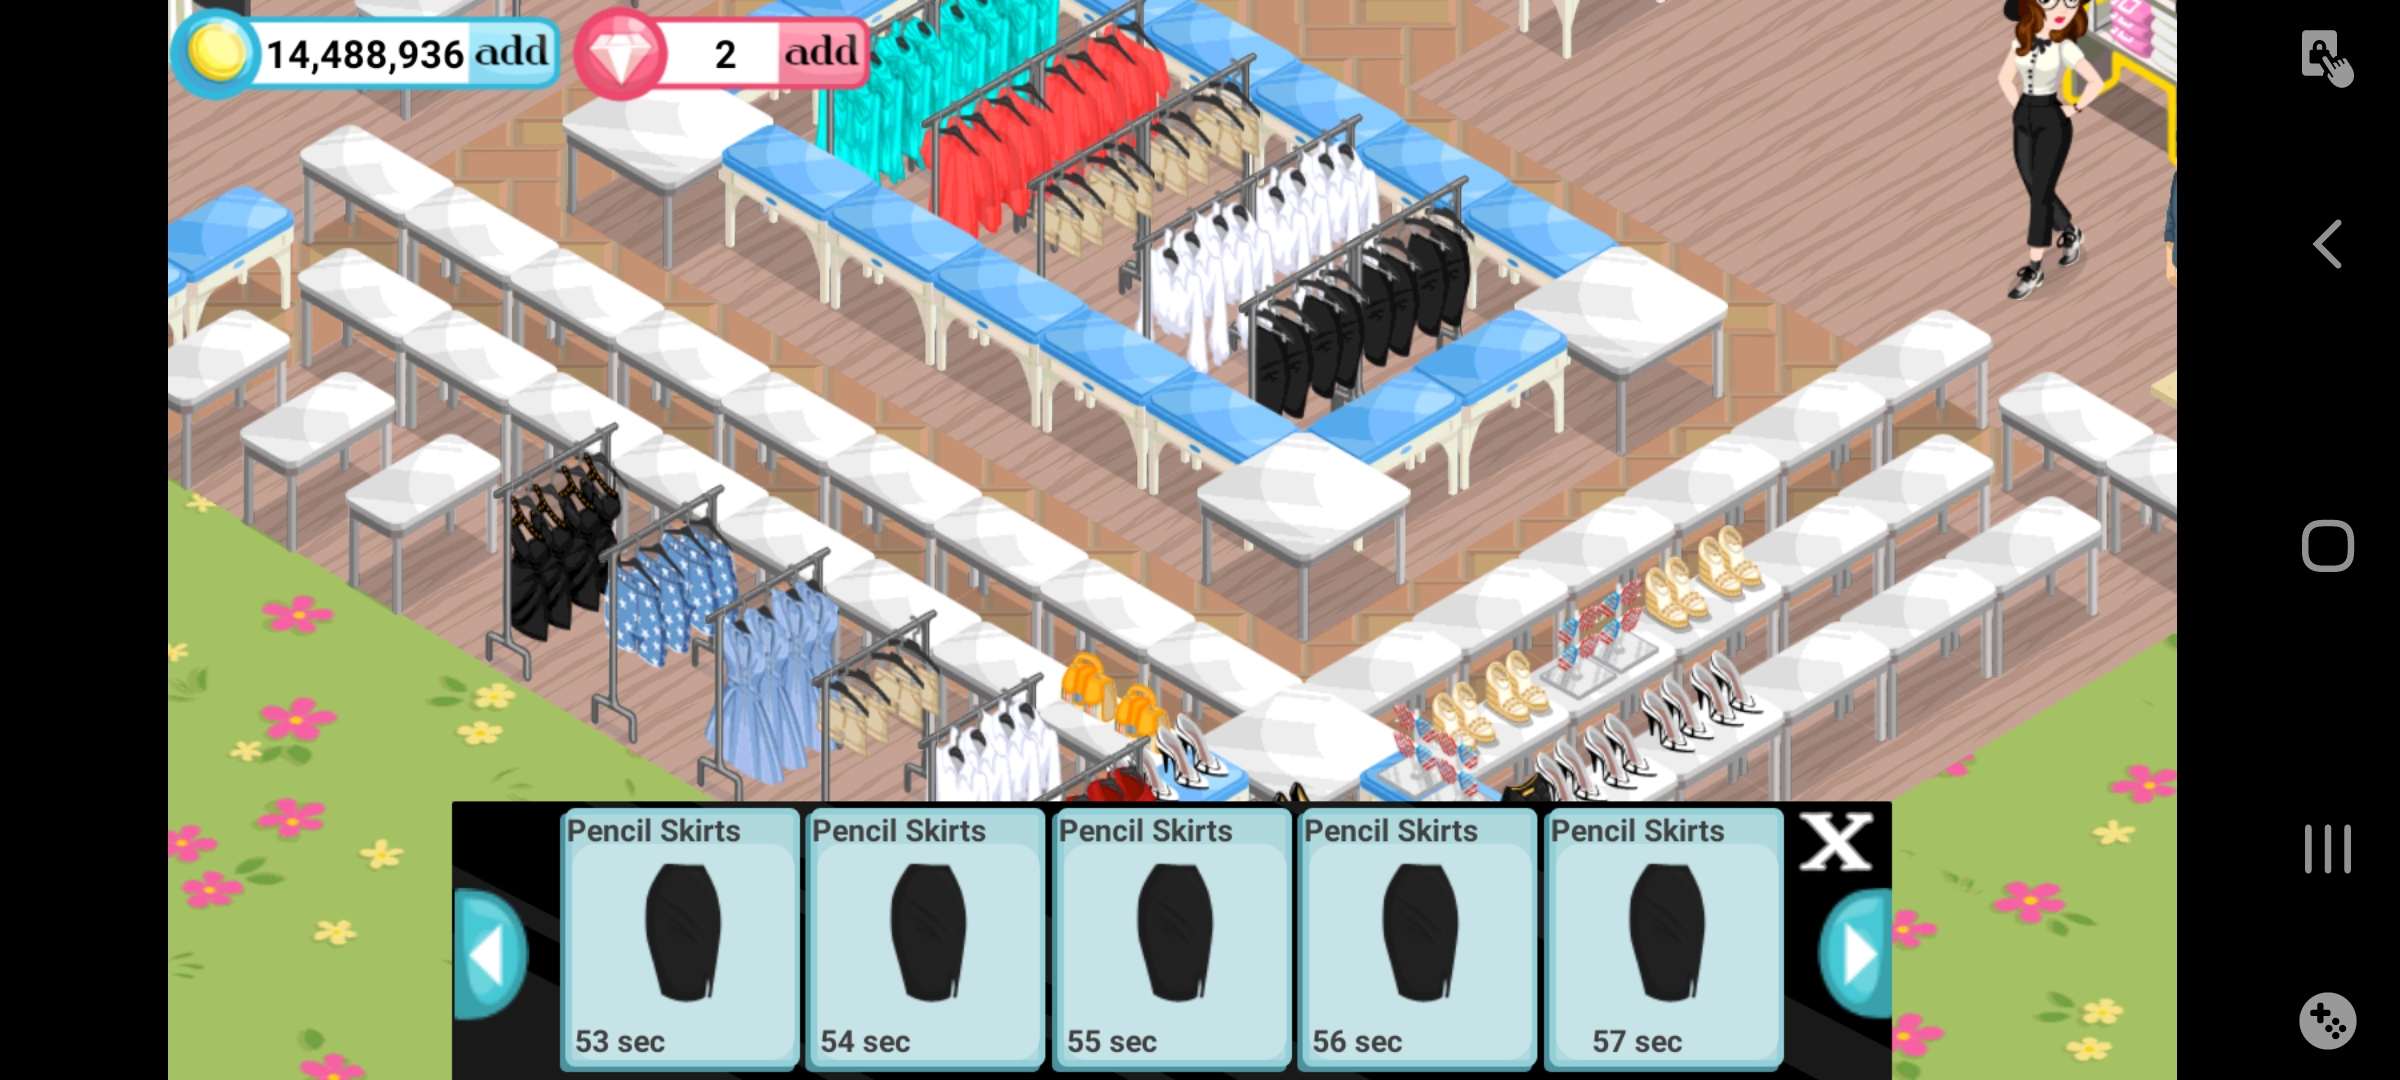 14,488,936 add
2 add
Pencil Skirts
53 sec
Pencil Skirts
54 sec
Pencil Skirts
55 sec
Pencil Skirts
56 sec
Pencil Skirts
57 sec
X